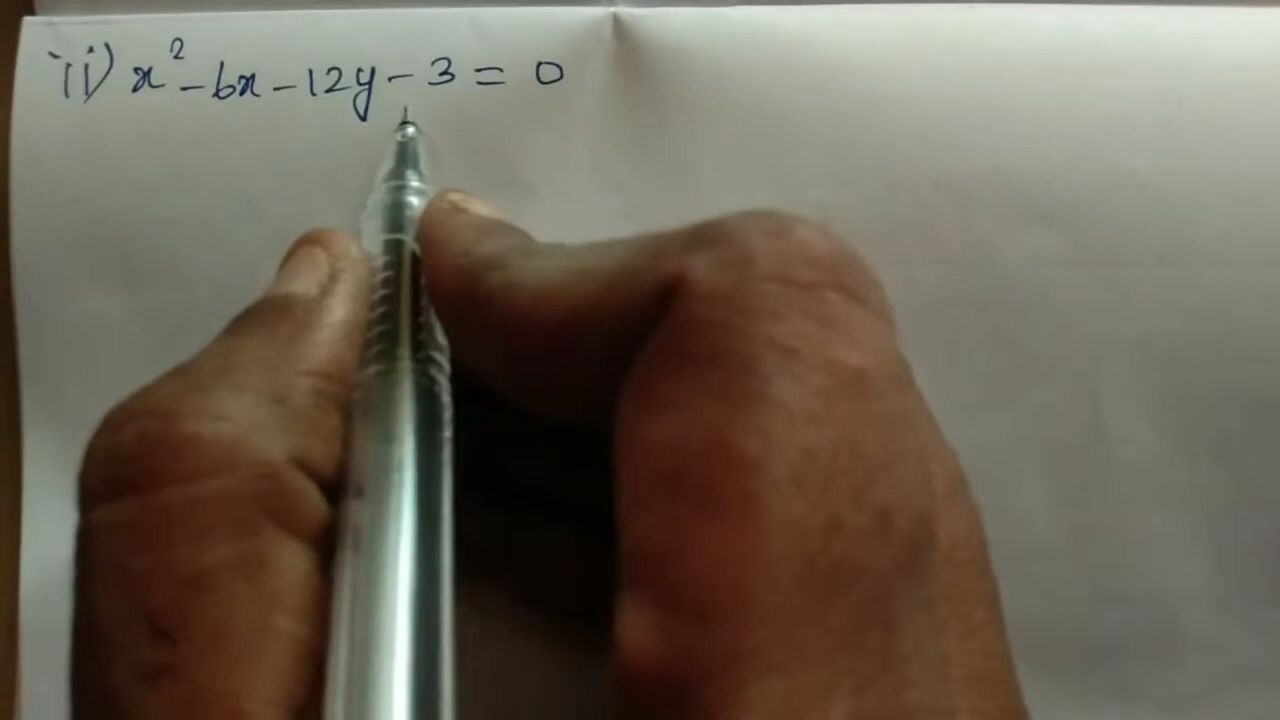 ii) x² - 6x - 12y - 3 = 0